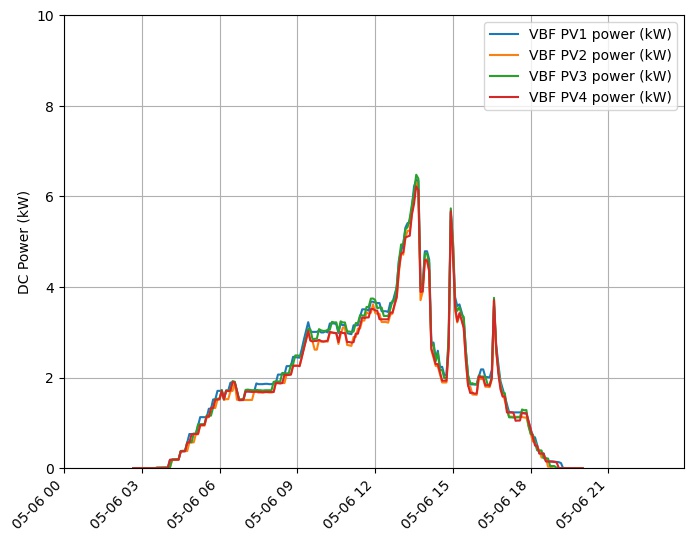 10
8
6
4
2
0
DC Power (kW)
VBF PV1 power (kW)
VBF PV2 power (kW)
VBF PV3 power (kW)
VBF PV4 power (kW)
05-06 00
05-06 03
05-06 06
05-06 09
05-06 12
05-06 15
05-06 18
05-06 21